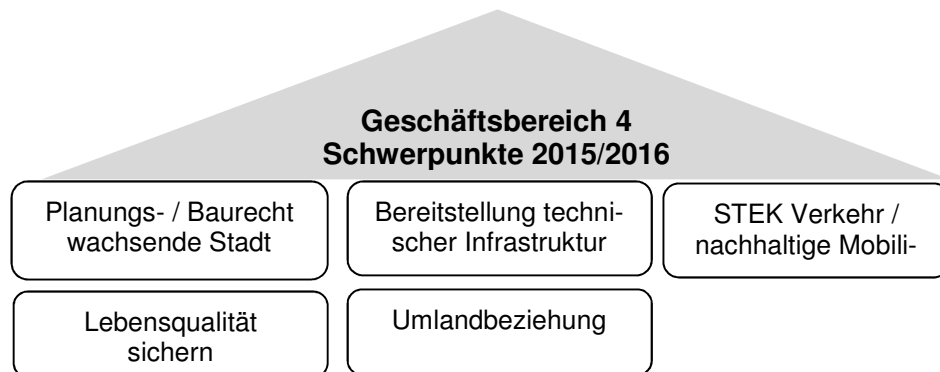 Geschäftsbereich 4
Schwerpunkte 2015/2016
Planungs- / Baurecht
wachsende Stadt
Bereitstellung techni-
scher Infrastruktur
STEK Verkehr /
nachhaltige Mobili-
Lebensqualität
sichern
Umlandbeziehung